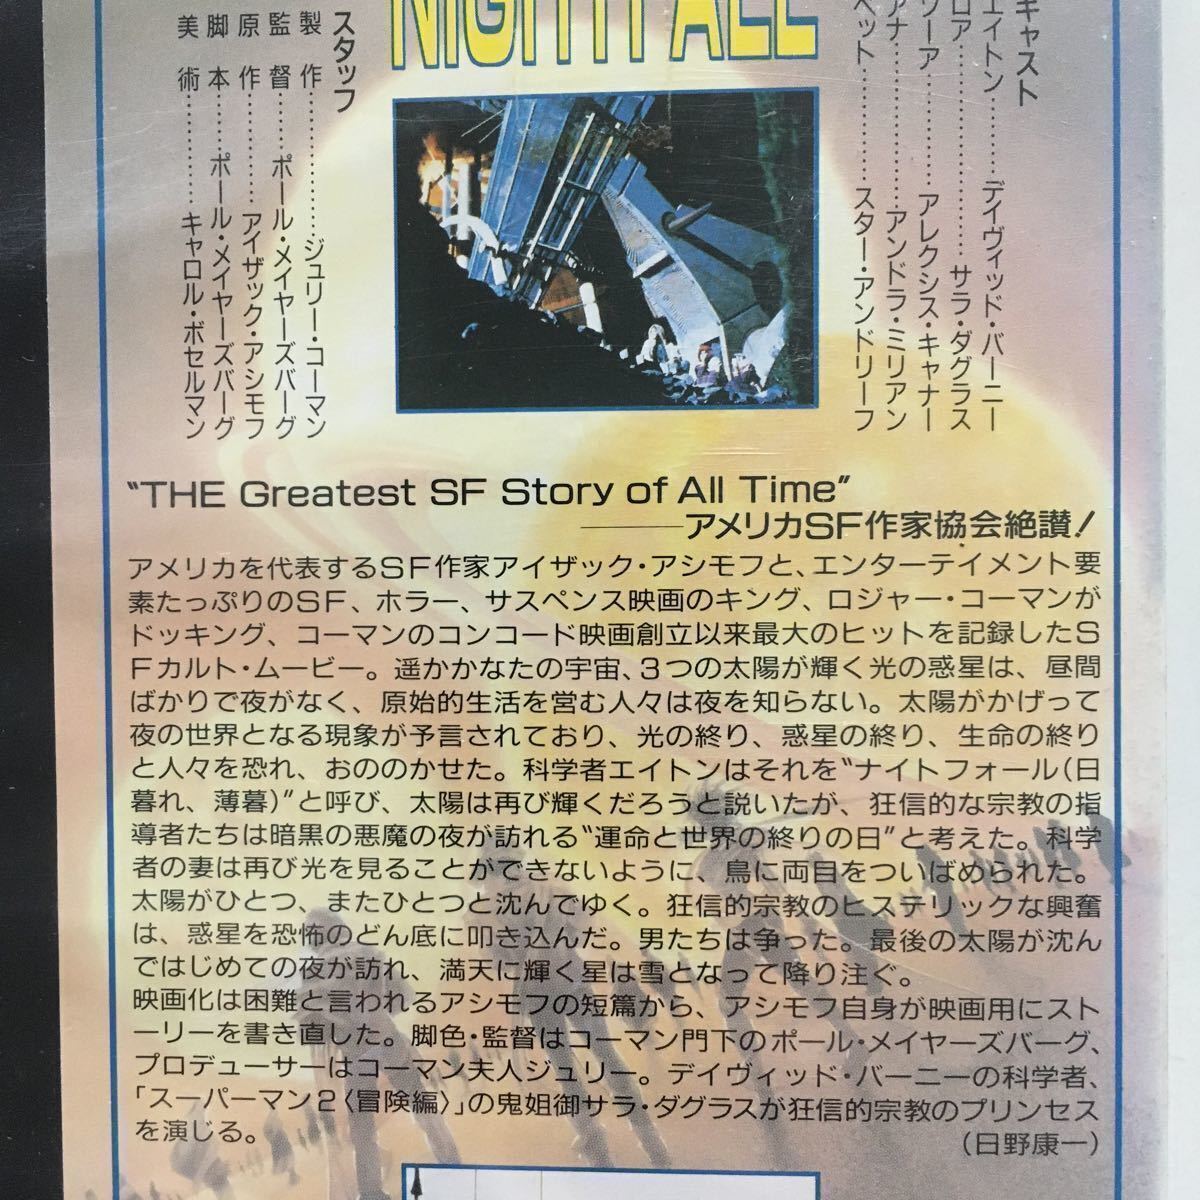 NIGHTFALL
キャスト
エイトン………デイヴィッド・バーニー
ロア……………サラ・ダグラス
ソーア………アレクシス・キャナー
アナ………アンドラ・ミリアン
ベット………スター・アンドリーフ
スタッフ
製作…………ジュリー・コーマン
監督……ポール・メイヤーズバーグ
原作………アイザック・アシモフ
脚本……ポール・メイヤーズバーグ
美術…………キャロル・ボセルマン
"THE Greatest SF Story of All Time"
――アメリカSF作家協会絶讃!
アメリカを代表するSF作家アイザック・アシモフと、エンターテイメント要
素たっぷりのSF、ホラー、サスペンス映画のキング、ロジャー・コーマンが
ドッキング、コーマンのコンコード映画創立以来最大のヒットを記録したS
Fカルト・ムービー。遥かかなたの宇宙、3つの太陽が輝く光の惑星は、昼間
ばかりで夜がなく、原始的生活を営む人々は夜を知らない。太陽がかげって
夜の世界となる現象が予言されており、光の終り、惑星の終り、生命の終り
と人々を恐れ、おののかせた。科学者エイトンはそれを"ナイトフォール(日
暮れ、薄暮)"と呼び、太陽は再び輝くだろうと説いたが、狂信的な宗教の指
導者たちは暗黒の悪魔の夜が訪れる"運命と世界の終りの日"と考えた。科学
者の妻は再び光を見ることができないように、鳥に両目をついばめられた。
太陽がひとつ、またひとつと沈んでゆく。狂信的宗教のヒステリックな興奮
は、惑星を恐怖のどん底に叩き込んだ。男たちは争った。最後の太陽が沈ん
ではじめての夜が訪れ、満天に輝く星は雪となって降り注ぐ。
映画化は困難と言われるアシモフの短篇から、アシモフ自身が映画用にスト
ーリーを書き直した。脚色・監督はコーマン門下のポール・メイヤーズバーグ、
プロデューサーはコーマン夫人ジュリー。デイヴィッド・バーニーの科学者、
「スーパーマン2〈冒険編〉」の鬼姐御サラ・ダグラスが狂信的宗教のプリンセス
を演じる。
(日野康一)